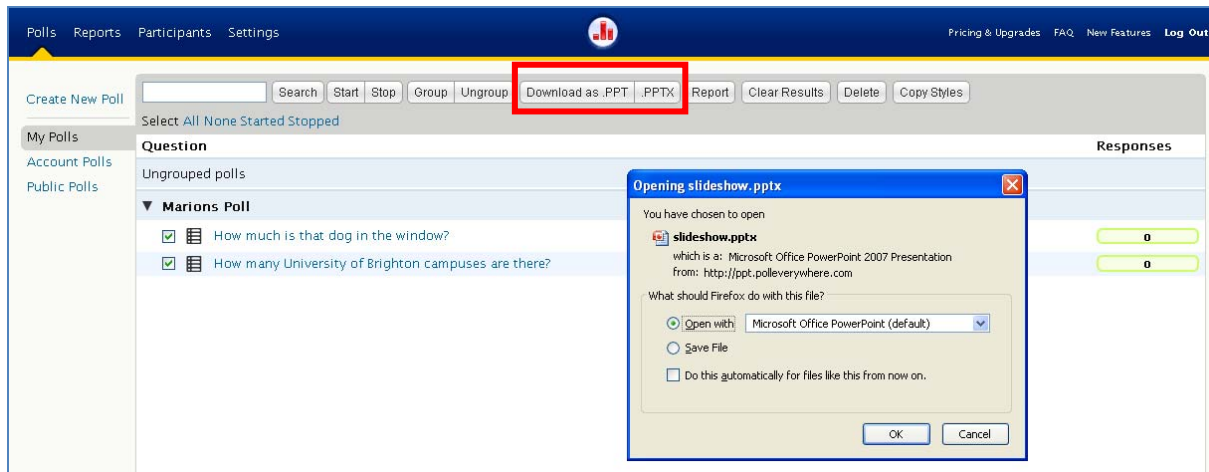 Polls Reports Participants Settings Pricing & Upgrades FAQ New Features Log Out
Create New Poll
My Polls
Account Polls
Public Polls
Search Start Stop Group Ungroup Download as .PPT .PPTX Report Clear Results Delete Copy Styles
Select All None Started Stopped
Question Responses
Ungrouped polls
▼ Marions Poll
How much is that dog in the window? 0
How many University of Brighton campuses are there? 0
Opening slideshow.pptx
You have chosen to open
slideshow.pptx
which is a: Microsoft Office PowerPoint 2007 Presentation
from: http://ppt.polleverywhere.com
What should Firefox do with this file?
Open with Microsoft Office PowerPoint (default)
Save File
Do this automatically for files like this from now on.
OK Cancel